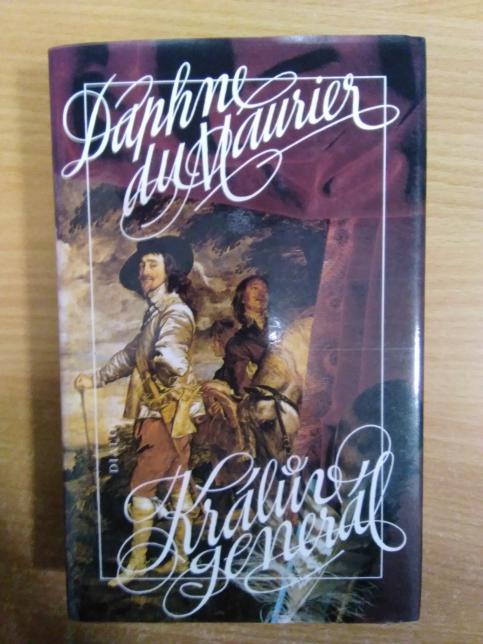 Daphne
du Maurier
Králův
generál